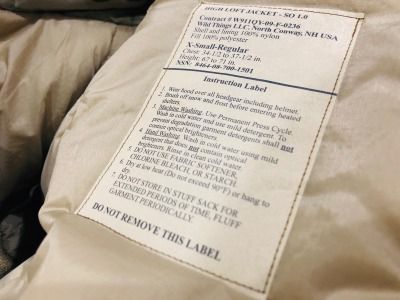 HIGH LOFT JACKET - SO 1.0
Contract # W911QY-09-F-0236
Wild Things LLC, North Conway, NH USA
Shell and lining 100% nylon
Fill 100% polyester
X-Small-Regular
Chest: 34-1/2 to 37-1/2 in.
Height: 67 to 71 in.
NSN: 8464-08-700-1501
Instruction Label
1. Wear hood over all headgear including helmet.
2. Brush off snow and frost before entering heated
shelters.
3. Machine Washing. Use Permanent Press Cycle.
Wash in cold water and use mild detergent. To
prevent degradation garment detergents shall not
contain optical brighteners.
4. Hand Washing. Wash in cold water using mild
detergent that does not contain optical
brighteners. Rinse in clean cold water.
5. DO NOT USE FABRIC SOFTENER,
CHLORINE BLEACH, OR STARCH.
6. Dry at low heat (Do not exceed 90°F) or hang to
dry.
7. DO NOT STORE IN STUFF SACK FOR
EXTENDED PERIODS OF TIME, FLUFF
GARMENT PERIODICALLY.
DO NOT REMOVE THIS LABEL